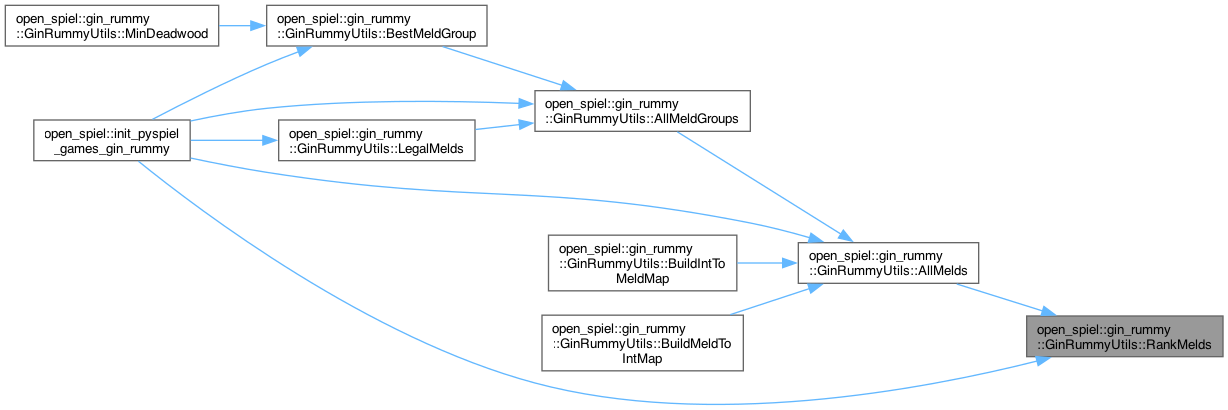 open_spiel::gin_rummy
::GinRummyUtils::MinDeadwood
open_spiel::gin_rummy
::GinRummyUtils::BestMeldGroup
open_spiel::gin_rummy
::GinRummyUtils::AllMeldGroups
open_spiel::init_pyspiel
_games_gin_rummy
open_spiel::gin_rummy
::GinRummyUtils::LegalMelds
open_spiel::gin_rummy
::GinRummyUtils::BuildIntTo
MeldMap
open_spiel::gin_rummy
::GinRummyUtils::AllMelds
open_spiel::gin_rummy
::GinRummyUtils::BuildMeldTo
IntMap
open_spiel::gin_rummy
::GinRummyUtils::RankMelds